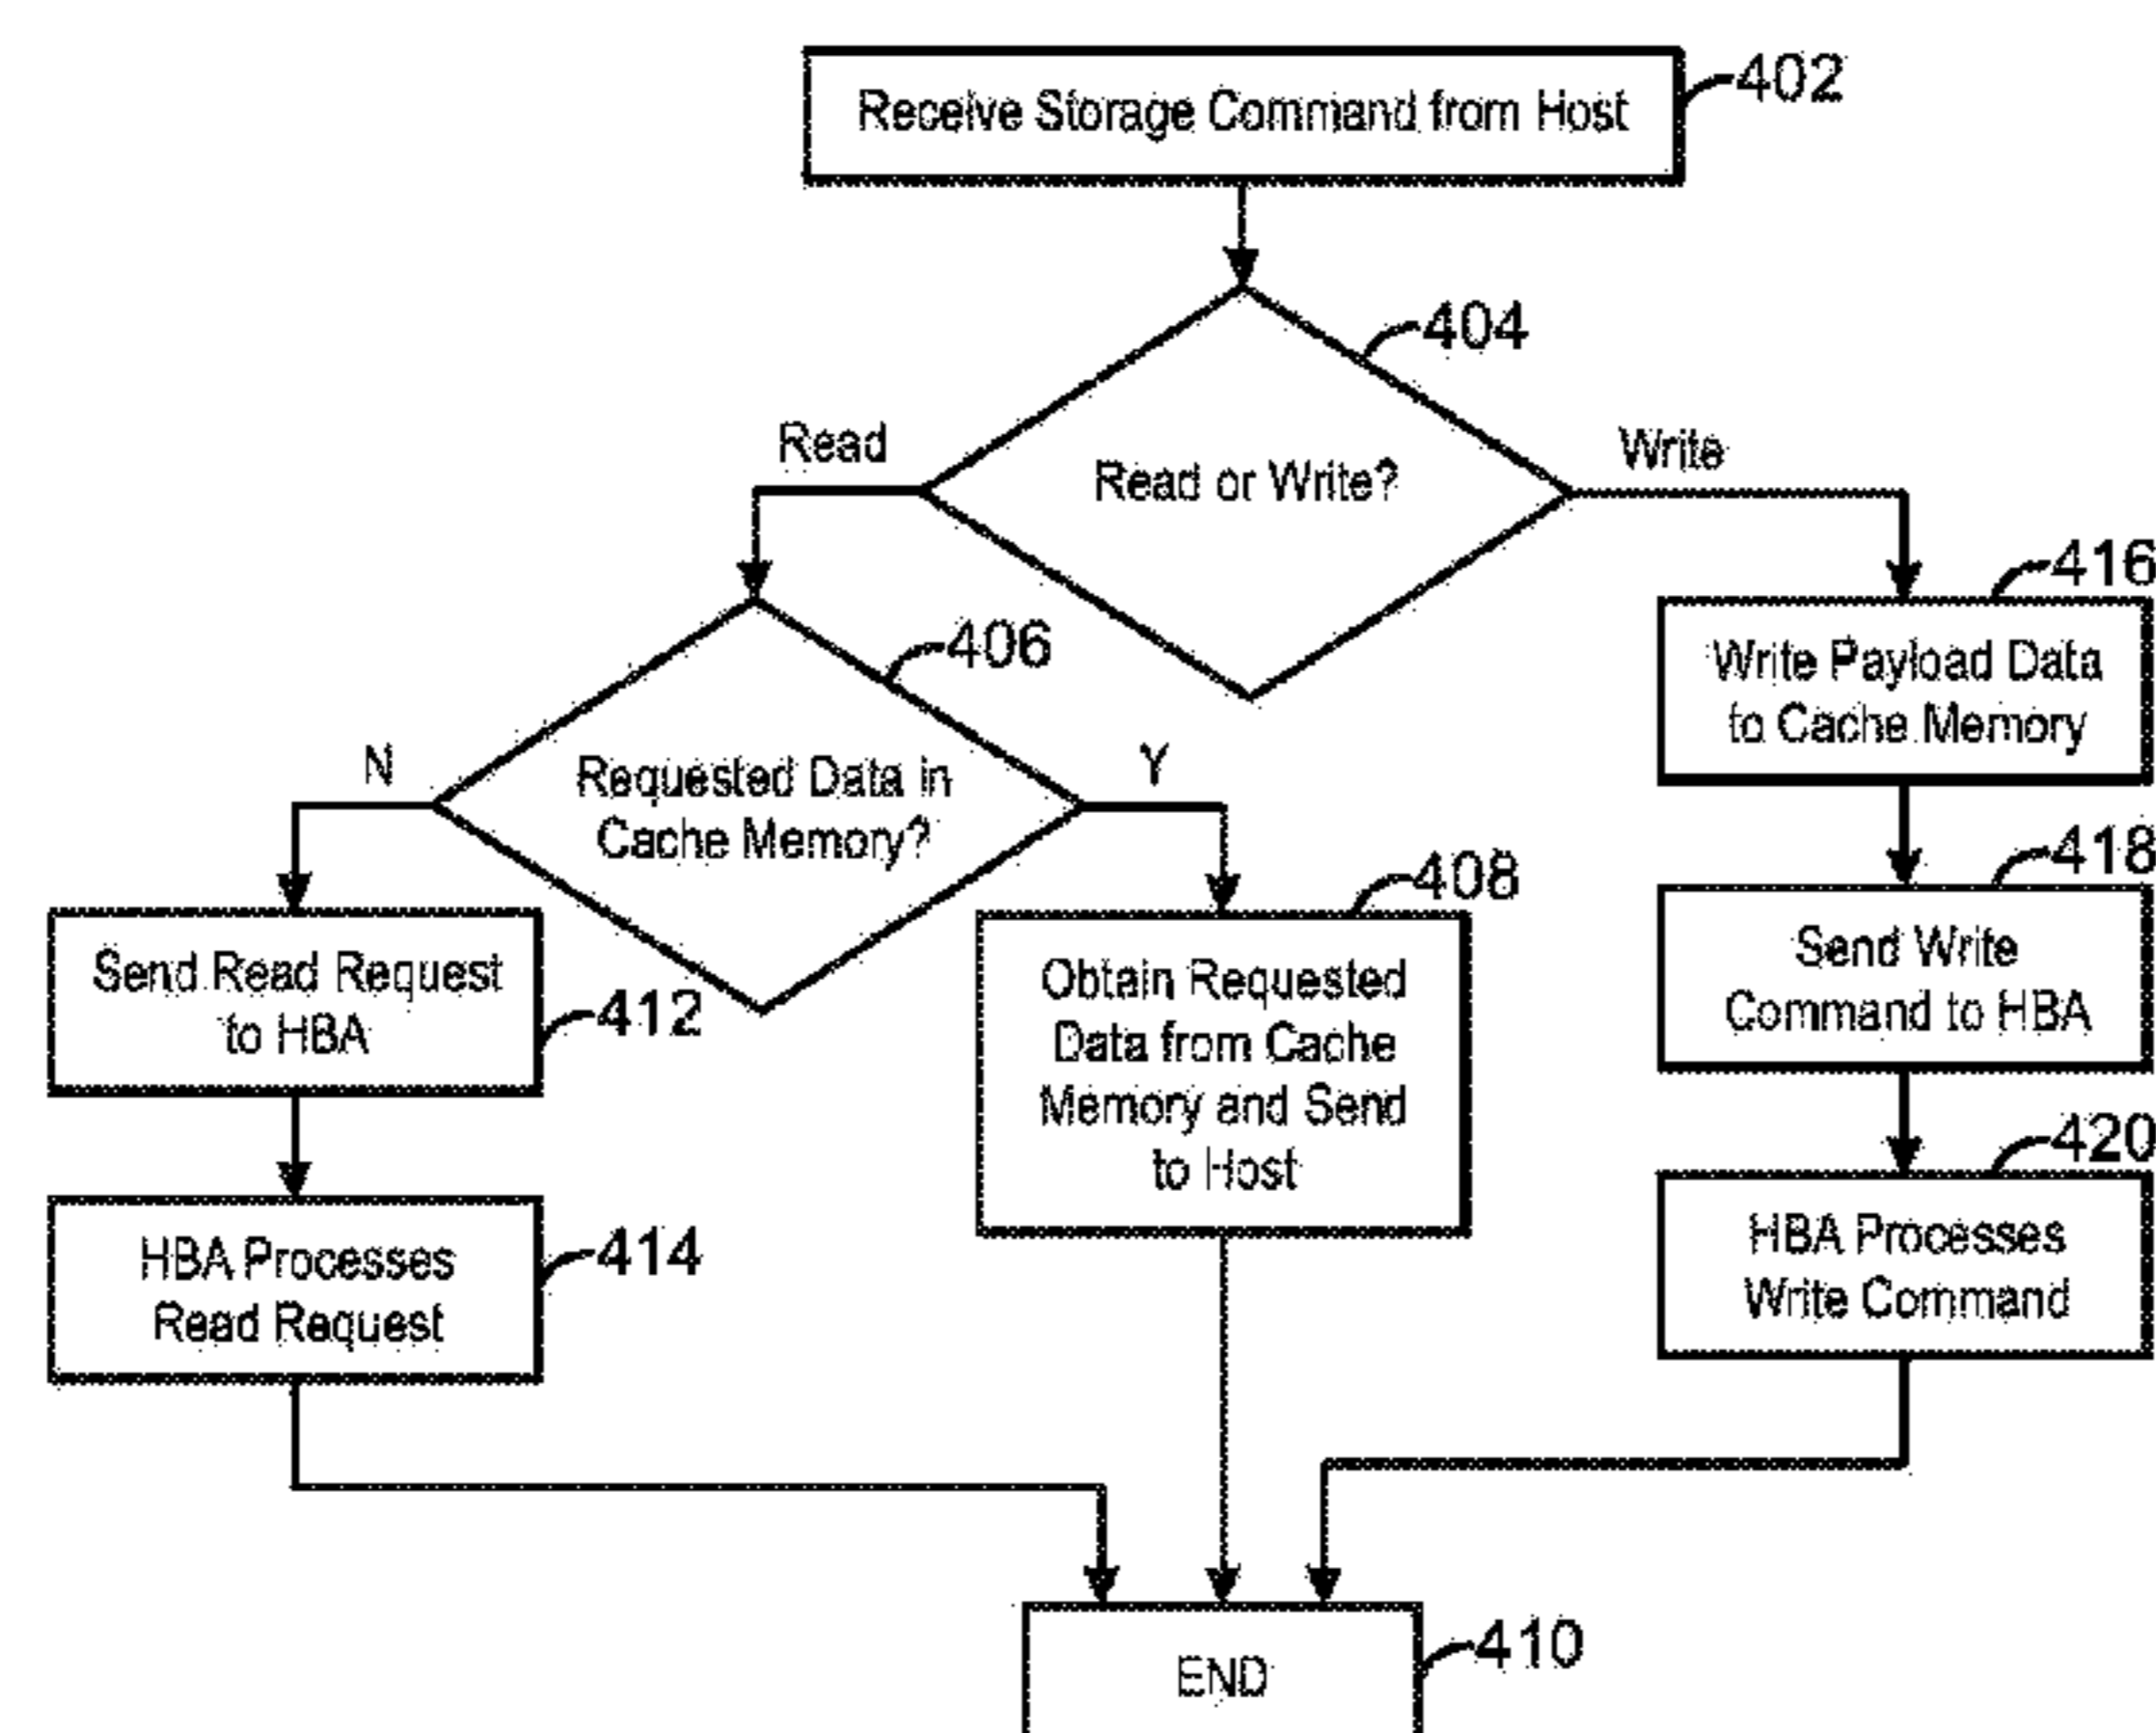 Receive Storage Command from Host
402
404
Read
Read or Write?
Write
416
406
Write Payload Data
to Cache Memory
N
Requested Data in
Cache Memory?
Y
418
408
Send Read Request
to HBA
412
Obtain Requested
Data from Cache
Memory and Send
to Host
Send Write
Command to HBA
420
HBA Processes
Read Request
414
HBA Processes
Write Command
END
410